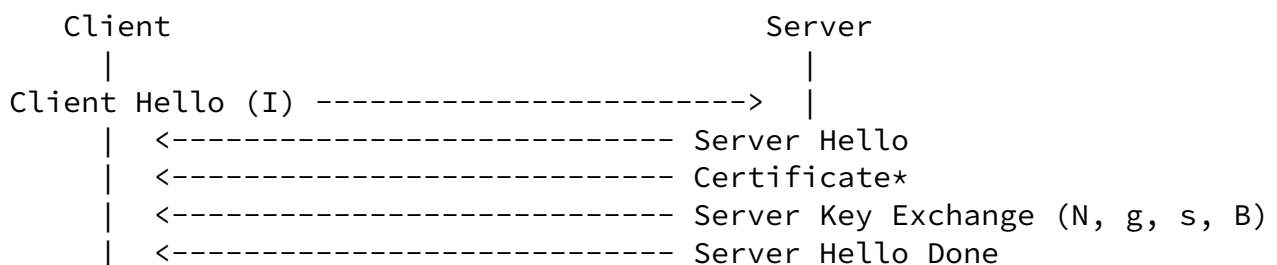 Client                                 Server
|                                      |
Client Hello (I) ------------------------>  |
|  <---------------------------- Server Hello
|  <---------------------------- Certificate*
|  <---------------------------- Server Key Exchange (N, g, s, B)
|  <---------------------------- Server Hello Done